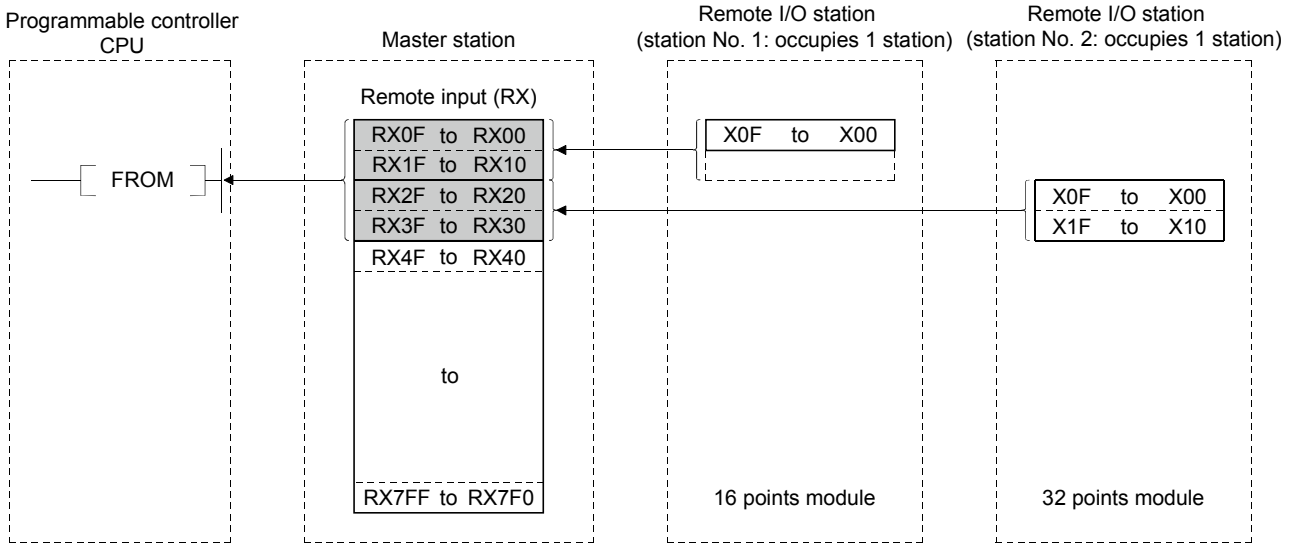 Programmable controller
CPU
Master station
Remote I/O station
(station No. 1: occupies 1 station)
Remote I/O station
(station No. 2: occupies 1 station)
Remote input (RX)
FROM
RX0F to RX00
RX1F to RX10
RX2F to RX20
RX3F to RX30
RX4F to RX40
to
RX7FF to RX7F0
X0F to X00
16 points module
X0F to X00
X1F to X10
32 points module